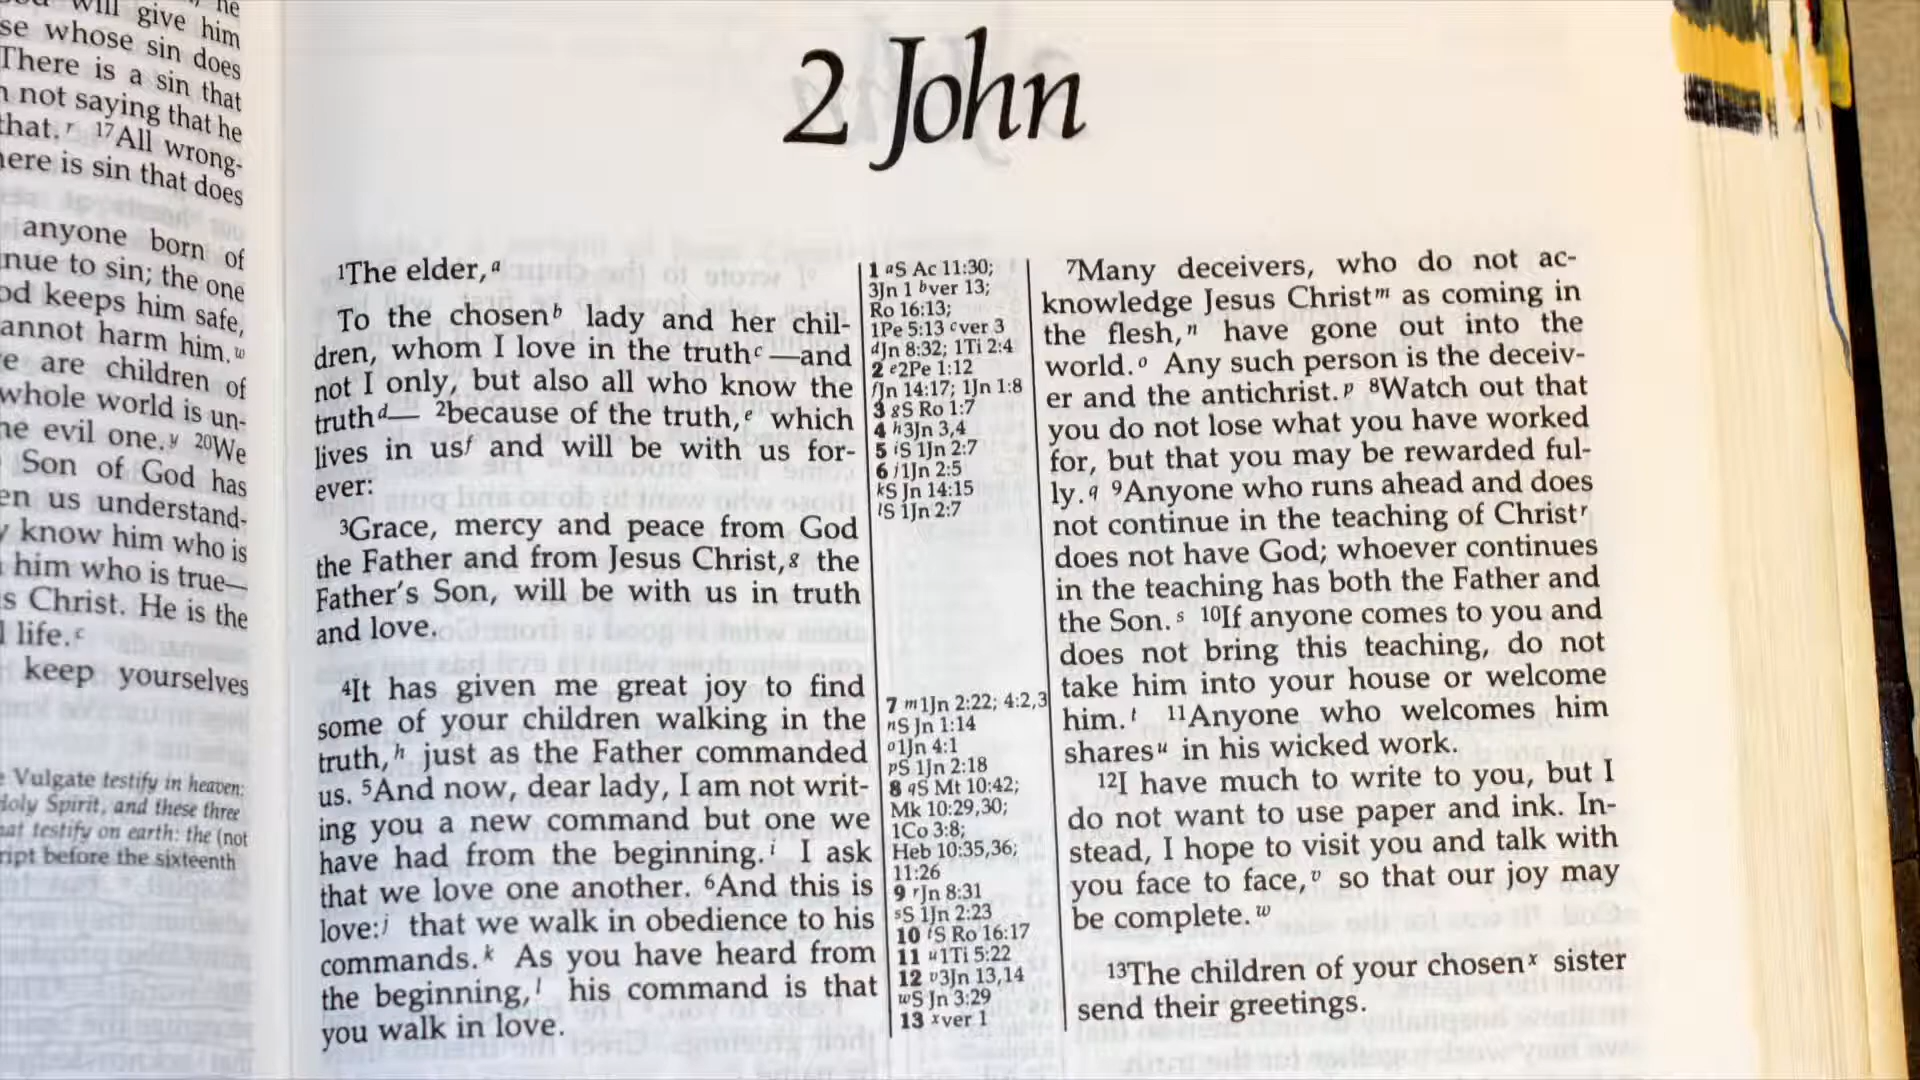 he
will give him
se whose sin does
There is a sin that
not saying that he
that.ʳ ¹⁷All wrong-
here is sin that does
anyone born of
nue to sin; the one
od keeps him safe,
annot harm him.ʷ
e are children of
whole world is un-
he evil one.ʸ ²⁰We
Son of God has
en us understand-
know him who is
him who is true—
s Christ. He is the
life.ᶜ
keep yourselves
Vulgate testify in heaven:
Holy Spirit, and these three
that testify on earth: the (not
ript before the sixteenth
2 John
¹The elder,ᵃ
To the chosenᵇ lady and her chil-
dren, whom I love in the truthᶜ—and
not I only, but also all who know the
truthᵈ— ²because of the truth,ᵉ which
lives in usᶠ and will be with us for-
ever:
³Grace, mercy and peace from God
the Father and from Jesus Christ,ᵍ the
Father's Son, will be with us in truth
and love.
⁴It has given me great joy to find
some of your children walking in the
truth,ʰ just as the Father commanded
us. ⁵And now, dear lady, I am not writ-
ing you a new command but one we
have had from the beginning.ⁱ I ask
that we love one another. ⁶And this is
love:ʲ that we walk in obedience to his
commands.ᵏ As you have heard from
the beginning,ˡ his command is that
you walk in love.
1 ᵃS Ac 11:30;
3Jn 1 ᵇver 13;
Ro 16:13;
1Pe 5:13 ᶜver 3
ᵈJn 8:32; 1Ti 2:4
2 ᵉ2Pe 1:12
ᶠJn 14:17; 1Jn 1:8
3 ᵍS Ro 1:7
4 ʰ3Jn 3,4
5 ⁱS 1Jn 2:7
6 ʲ1Jn 2:5
ᵏS Jn 14:15
ˡS 1Jn 2:7
7 ᵐ1Jn 2:22; 4:2,3
ⁿS Jn 1:14
ᵒ1Jn 4:1
ᵖS 1Jn 2:18
8 qS Mt 10:42;
Mk 10:29,30;
1Co 3:8;
Heb 10:35,36;
11:26
9 ʳJn 8:31
ˢS 1Jn 2:23
10 ᵗS Ro 16:17
11 ᵘ1Ti 5:22
12 ᵛ3Jn 13,14
ʷS Jn 3:29
13 ˣver 1
⁷Many deceivers, who do not ac-
knowledge Jesus Christᵐ as coming in
the flesh,ⁿ have gone out into the
world.ᵒ Any such person is the deceiv-
er and the antichrist.ᵖ ⁸Watch out that
you do not lose what you have worked
for, but that you may be rewarded ful-
ly.q ⁹Anyone who runs ahead and does
not continue in the teaching of Christʳ
does not have God; whoever continues
in the teaching has both the Father and
the Son.ˢ ¹⁰If anyone comes to you and
does not bring this teaching, do not
take him into your house or welcome
him.ᵗ ¹¹Anyone who welcomes him
sharesᵘ in his wicked work.
¹²I have much to write to you, but I
do not want to use paper and ink. In-
stead, I hope to visit you and talk with
you face to face,ᵛ so that our joy may
be complete.ʷ
¹³The children of your chosenˣ sister
send their greetings.